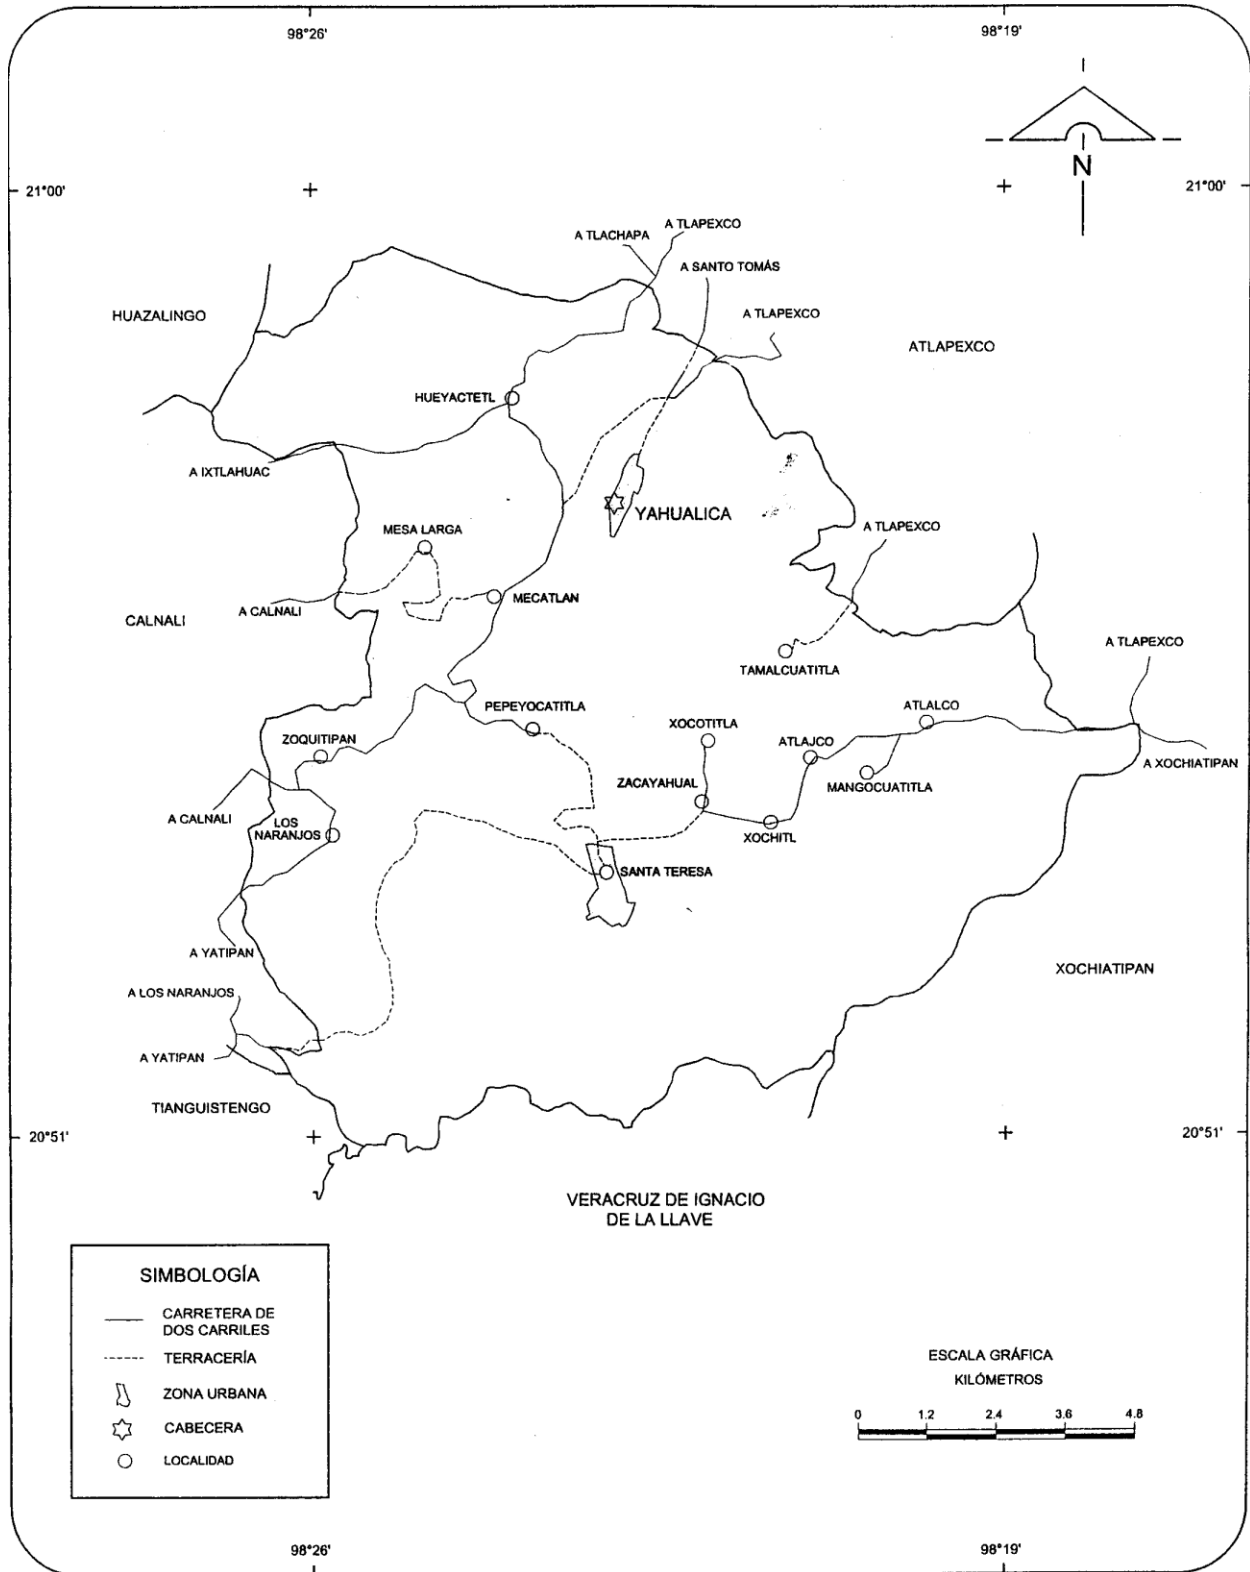 98°26'
98°19'
N
21°00'
21°00'
A TLAPEXCO
A TLACHAPA
A SANTO TOMÁS
A TLAPEXCO
HUAZALINGO
ATLAPEXCO
HUEYACTETL
A IXTLAHUAC
YAHUALICA
MESA LARGA
A TLAPEXCO
A CALNALI
MECATLAN
CALNALI
A TLAPEXCO
TAMALCUATITLA
PEPEYOCATITLA
XOCOTITLA
ATLALCO
ZOQUITIPAN
ATLAJCO
A XOCHIATIPAN
ZACAYAHUAL
MANGOCUATITLA
A CALNALI
LOS
NARANJOS
XOCHITL
SANTA TERESA
A YATIPAN
XOCHIATIPAN
A LOS NARANJOS
A YATIPAN
TIANGUISTENGO
20°51'
20°51'
VERACRUZ DE IGNACIO
DE LA LLAVE
SIMBOLOGÍA
CARRETERA DE
DOS CARRILES
TERRACERÍA
ZONA URBANA
CABECERA
LOCALIDAD
ESCALA GRÁFICA
KILÓMETROS
0 1.2 2.4 3.6 4.8
98°26'
98°19'